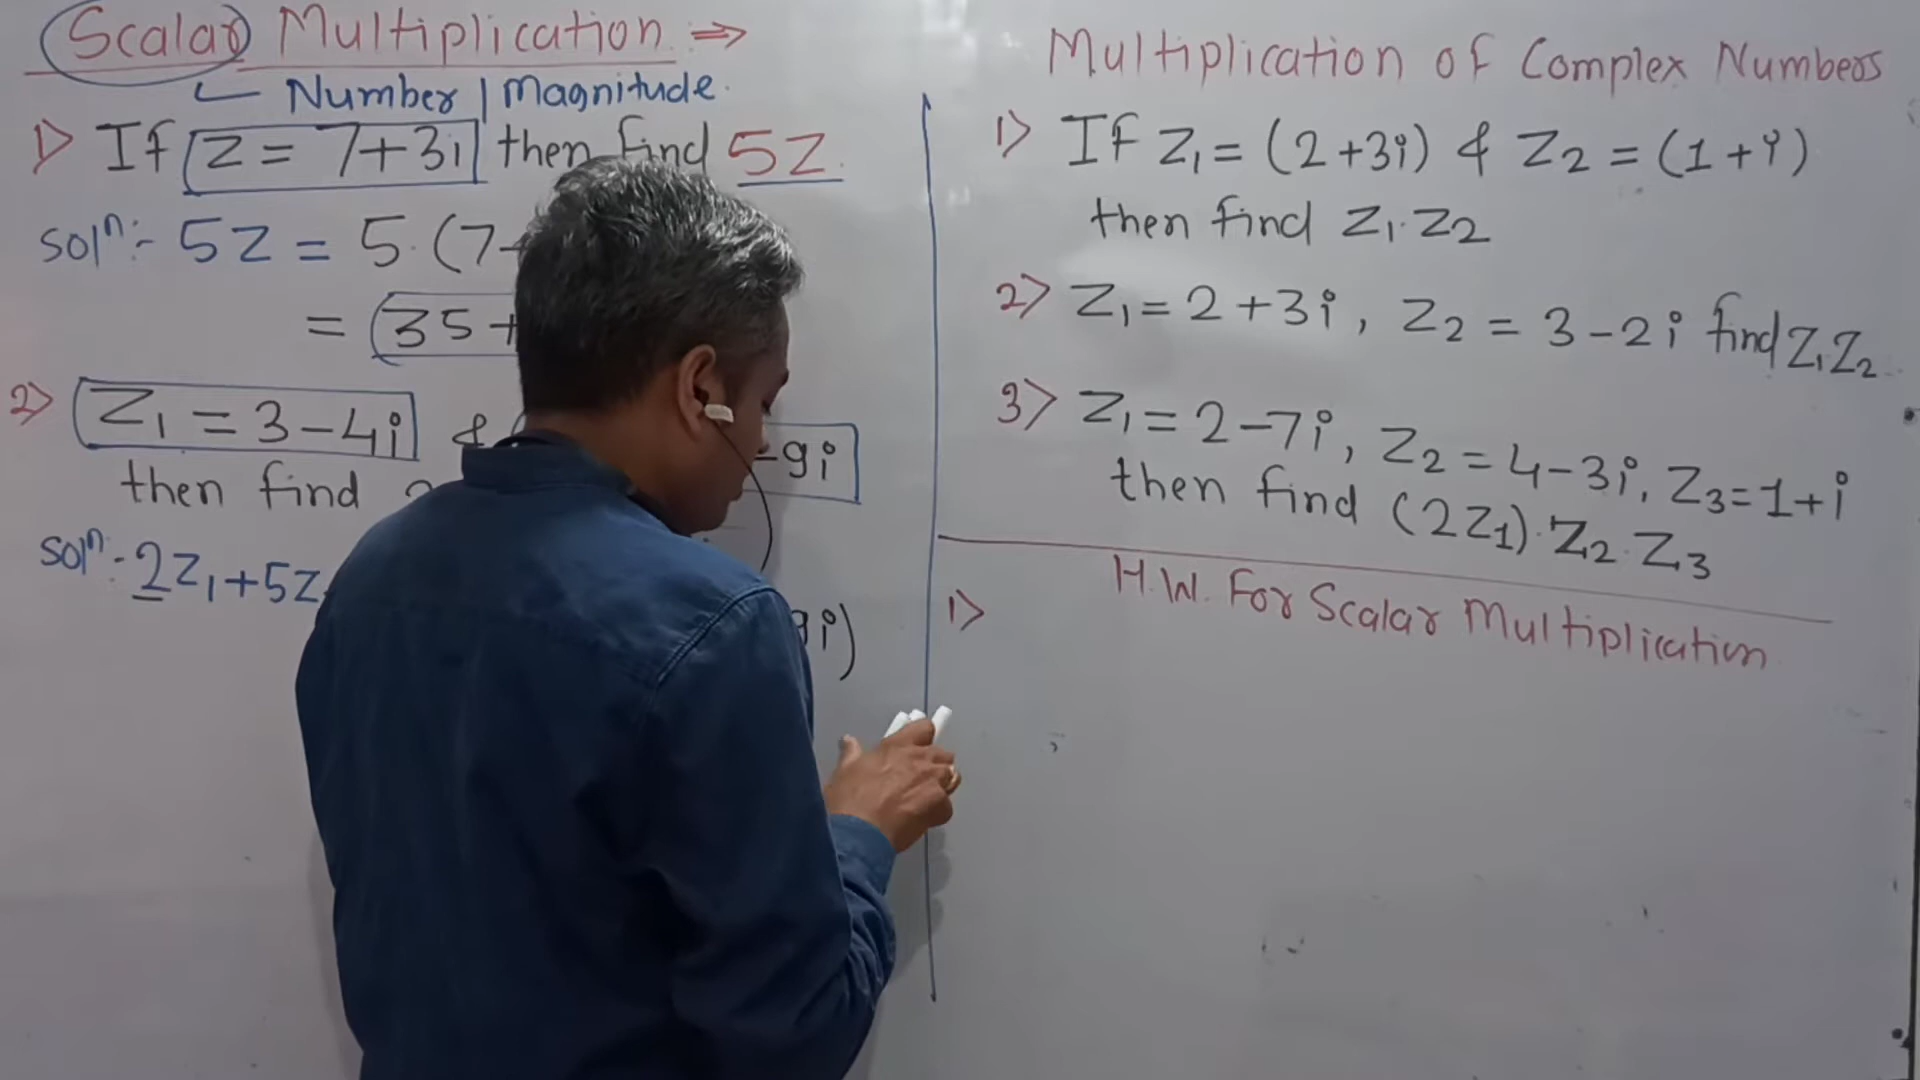 Scalar Multiplication ⇒
Number | Magnitude.
1> If z = 7+3i then find 5z.
Solⁿ:- 5z = 5.(7+
= (35+
2> Z₁ = 3-4i & -9i
then find
Solⁿ:- 2z₁+5z
9i)
Multiplication of Complex Numbers
1> If Z₁ = (2+3i) & Z₂ = (1+i)
then find Z₁.Z₂
2> Z₁ = 2+3i, Z₂ = 3-2i find Z₁Z₂
3> Z₁ = 2-7i, Z₂ = 4-3i, Z₃=1+i
then find (2Z₁).Z₂.Z₃
H.W. For Scalar Multiplication
1>